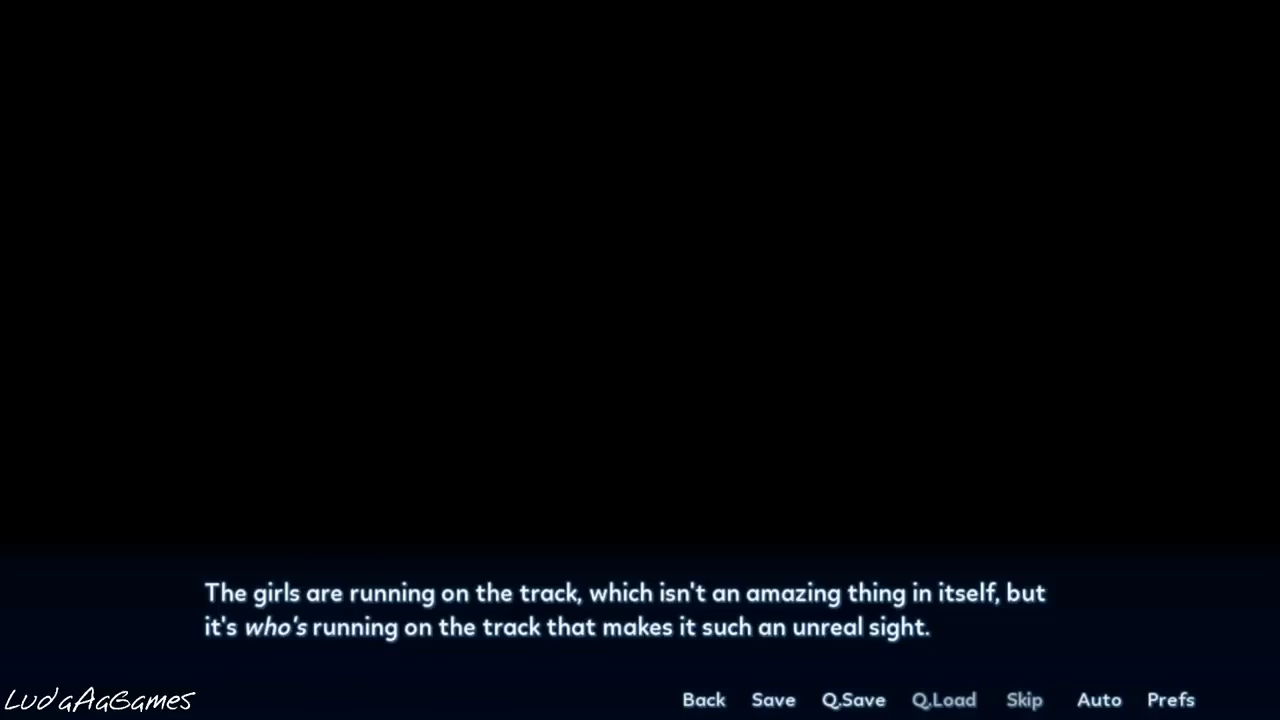 The girls are running on the track, which isn't an amazing thing in itself, but
it's who's running on the track that makes it such an unreal sight.
LudaAaGames
Back Save Q.Save Q.Load Skip Auto Prefs